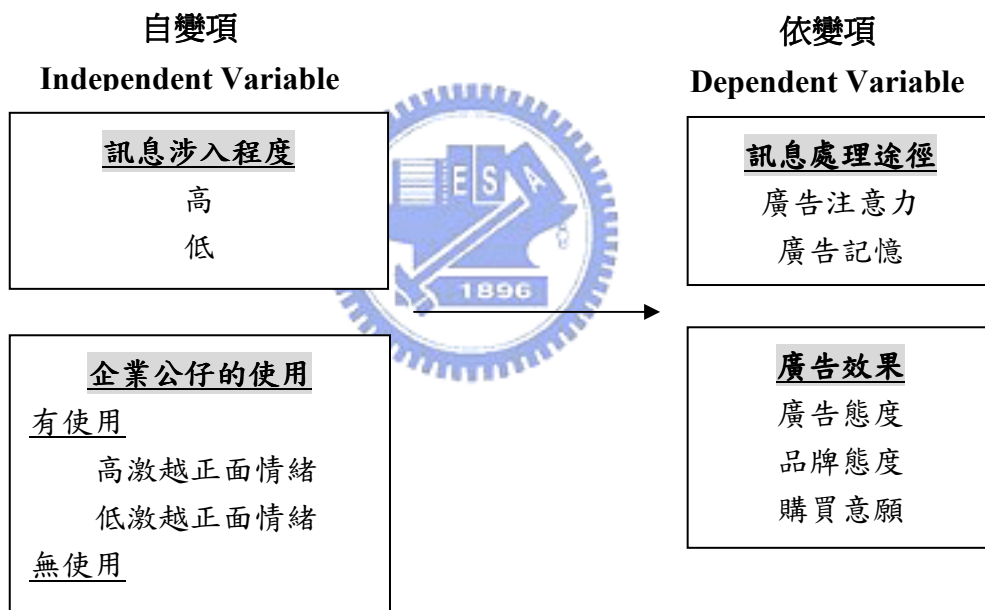 自變項
Independent Variable
訊息涉入程度
高
低
企業公仔的使用
有使用
高激越正面情緒
低激越正面情緒
無使用
E S A
1896
依變項
Dependent Variable
訊息處理途徑
廣告注意力
廣告記憶
廣告效果
廣告態度
品牌態度
購買意願